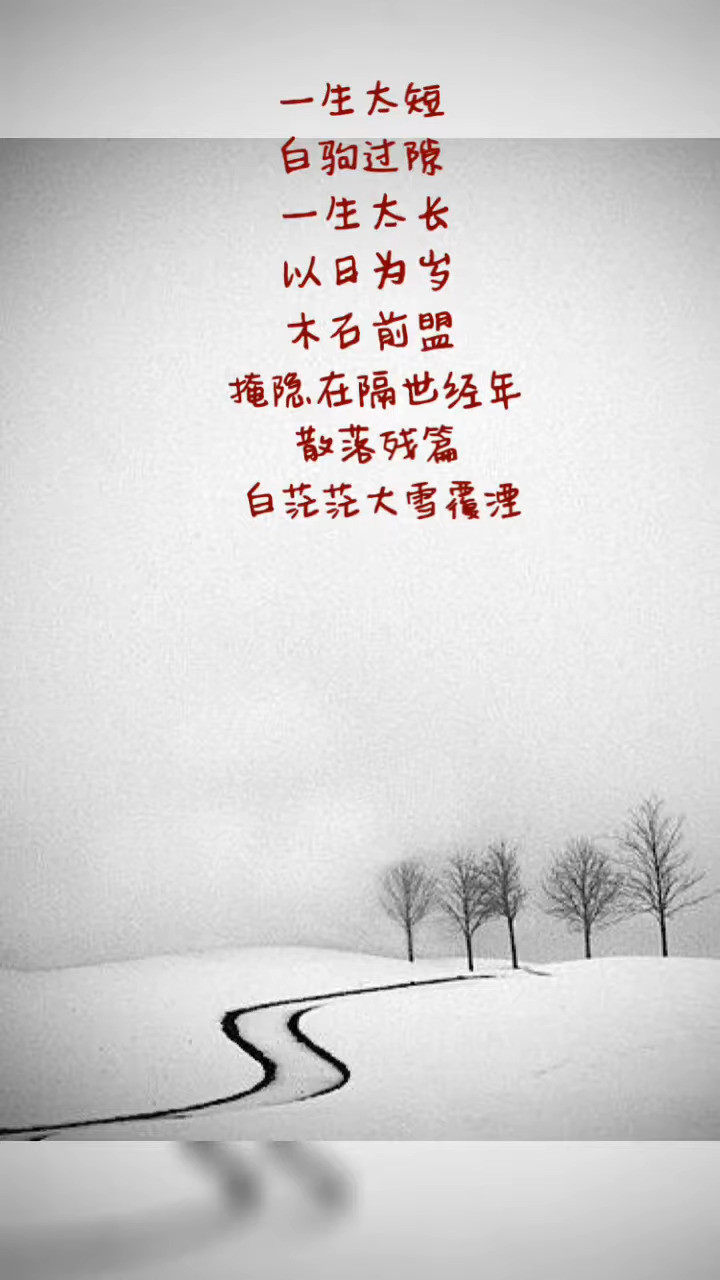 一生太短
白驹过隙
一生太长
以日为岁
木石前盟
掩隐在隔世经年
散落残篇
白茫茫大雪覆湮